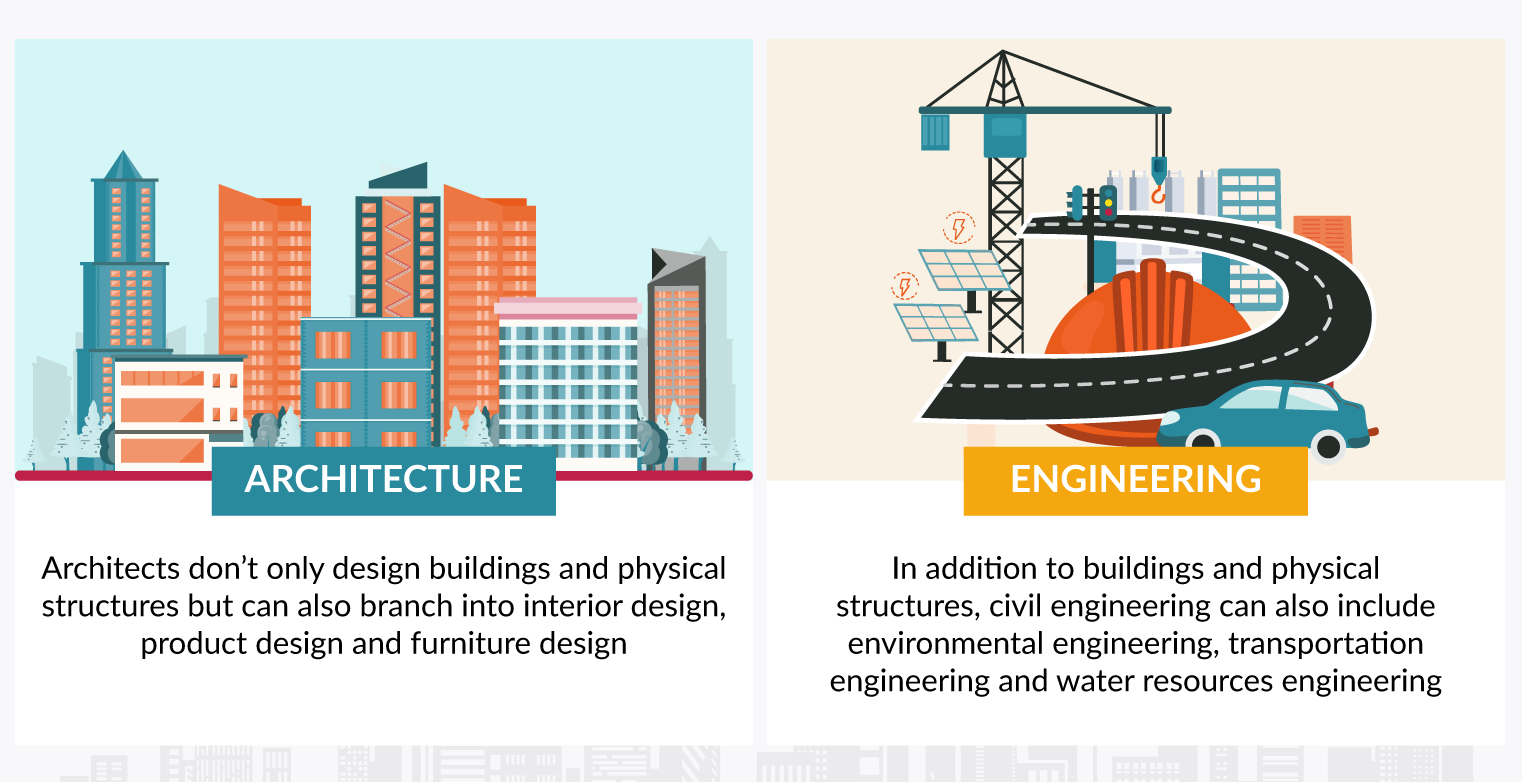 ARCHITECTURE
Architects don’t only design buildings and physical
structures but can also branch into interior design,
product design and furniture design
ENGINEERING
In addition to buildings and physical
structures, civil engineering can also include
environmental engineering, transportation
engineering and water resources engineering